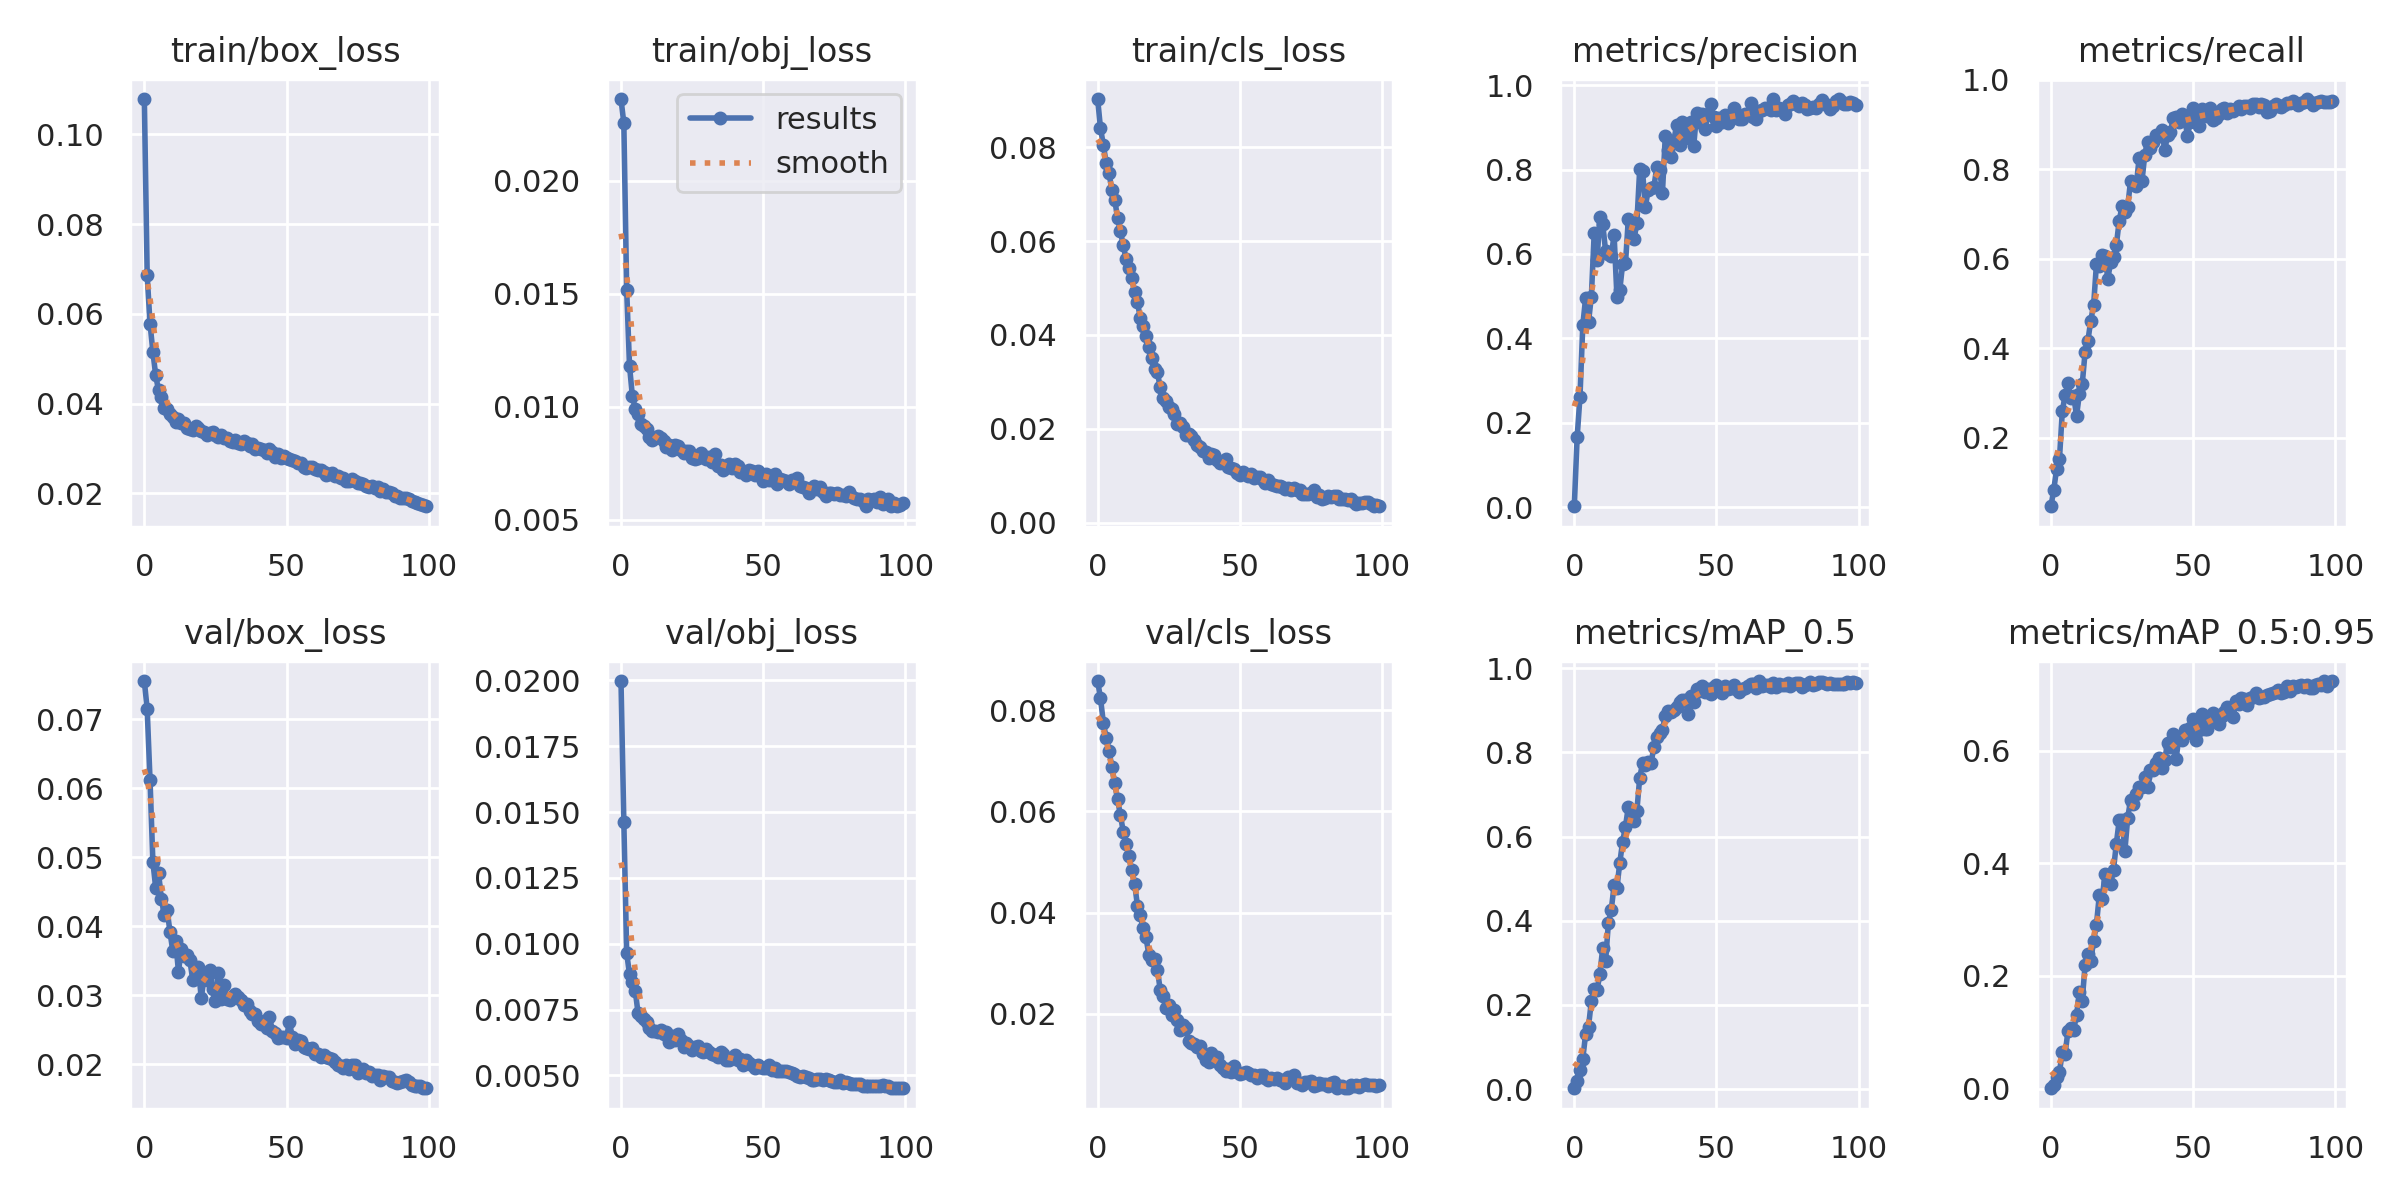 train/box_loss
train/obj_loss
train/cls_loss
metrics/precision
metrics/recall
0.10
0.08
0.06
0.04
0.02
0 50 100
results
smooth
0.020
0.015
0.010
0.005
0 50 100
0.08
0.06
0.04
0.02
0.00
0 50 100
1.0
0.8
0.6
0.4
0.2
0.0
0 50 100
1.0
0.8
0.6
0.4
0.2
0 50 100
val/box_loss
val/obj_loss
val/cls_loss
metrics/mAP_0.5
metrics/mAP_0.5:0.95
0.07
0.06
0.05
0.04
0.03
0.02
0 50 100
0.0200
0.0175
0.0150
0.0125
0.0100
0.0075
0.0050
0 50 100
0.08
0.06
0.04
0.02
0 50 100
1.0
0.8
0.6
0.4
0.2
0.0
0 50 100
0.6
0.4
0.2
0.0
0 50 100